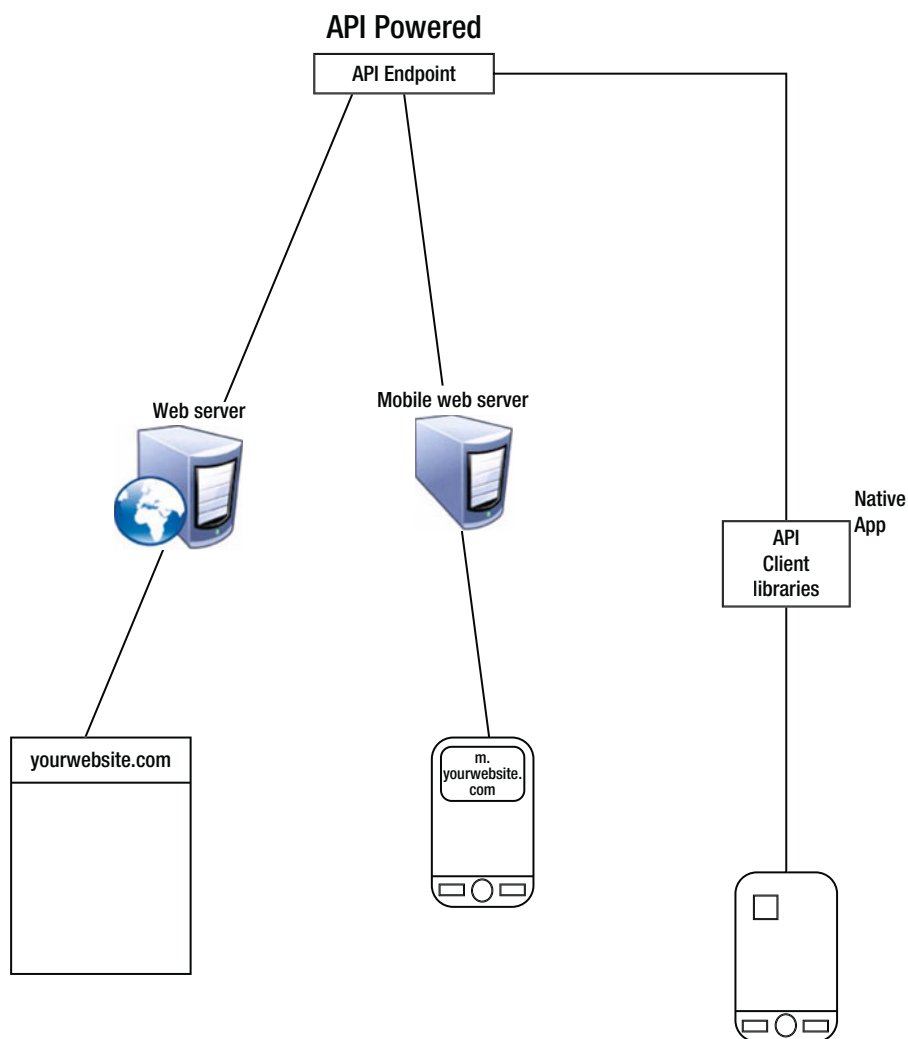 API Powered
API Endpoint
Web server
Mobile web server
Native
App
API
Client
libraries
yourwebsite.com
m.
yourwebsite.
com